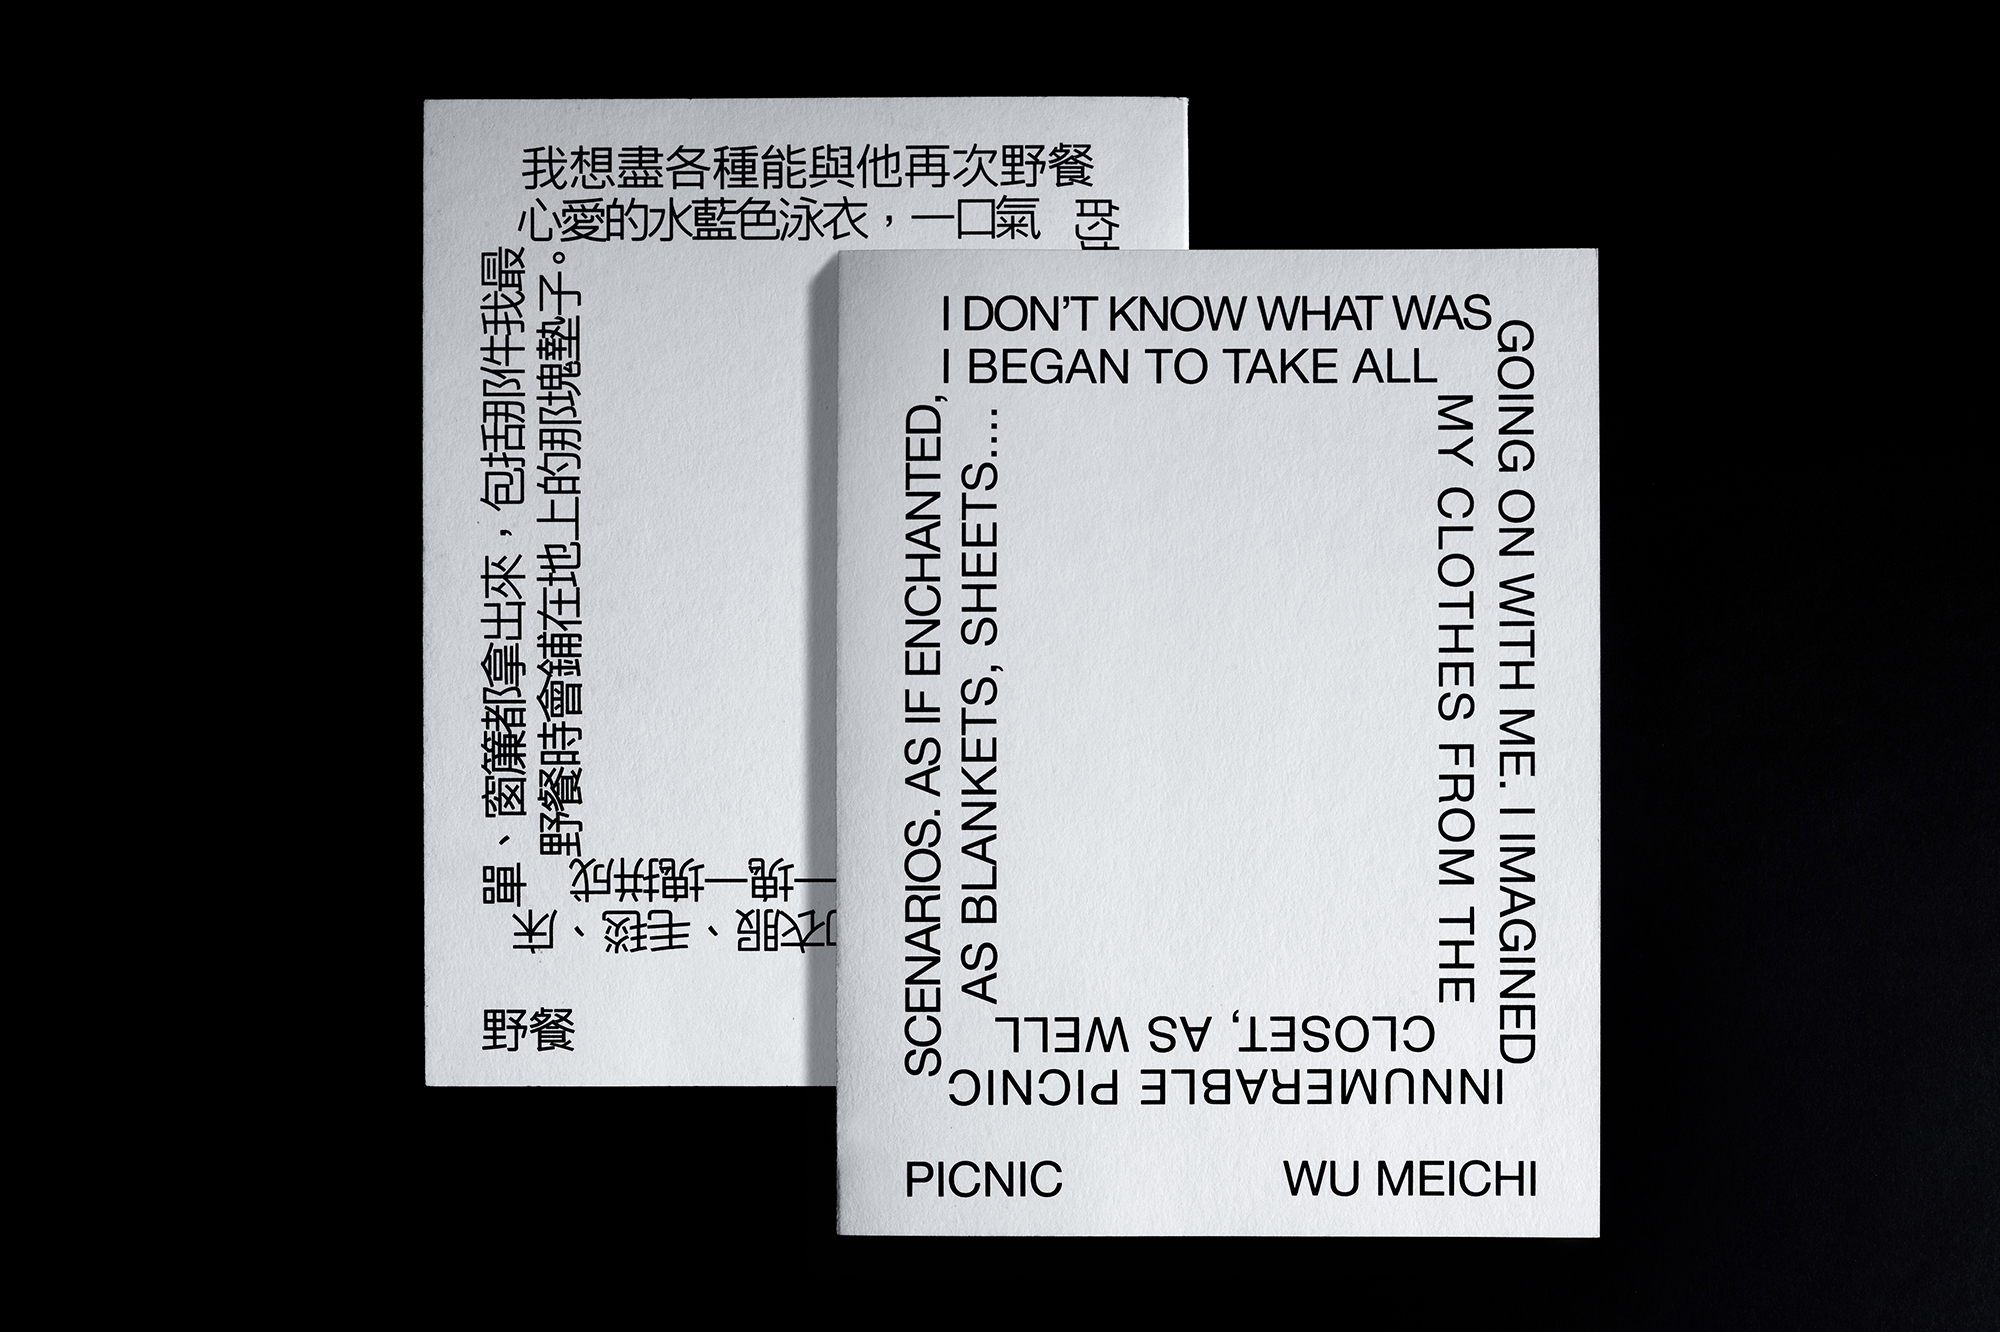 我想盡各種能與他再次野餐
的
衣服、毛毯、床
單、窗簾都拿出來，包括那件我最
心愛的水藍色泳衣，一口氣
一塊一塊拼成
野餐時會鋪在地上的那塊墊子。
野餐
I DON'T KNOW WHAT WAS
GOING ON WITH ME. I IMAGINED
INNUMERABLE PICNIC
SCENARIOS. AS IF ENCHANTED,
I BEGAN TO TAKE ALL
MY CLOTHES FROM THE
CLOSET, AS WELL
AS BLANKETS, SHEETS....
PICNIC
WU MEICHI